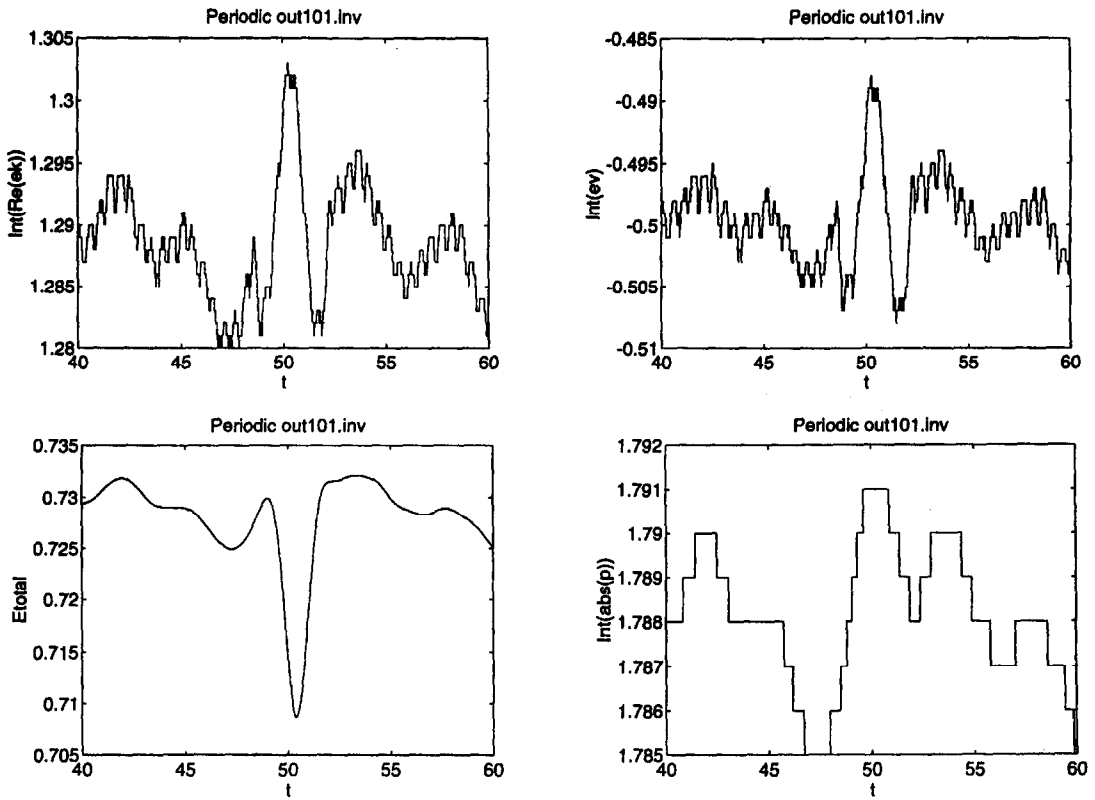 Periodic out101.inv
1.305
1.3
1.295
1.29
1.285
1.28
Int(Re(ek))
40 45 50 55 60
t
Periodic out101.inv
-0.485
-0.49
-0.495
-0.5
-0.505
-0.51
Int(ev)
40 45 50 55 60
t
Periodic out101.inv
0.735
0.73
0.725
0.72
0.715
0.71
0.705
Etotal
40 45 50 55 60
t
Periodic out101.inv
1.792
1.791
1.79
1.789
1.788
1.787
1.786
1.785
Int(abs(p))
40 45 50 55 60
t